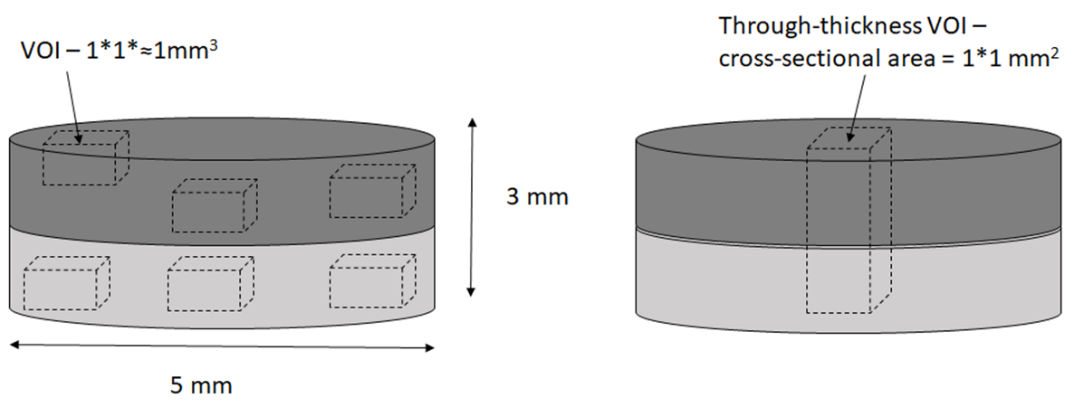 VOI – 1*1*≈1mm³
Through-thickness VOI –
cross-sectional area = 1*1 mm²
3 mm
5 mm